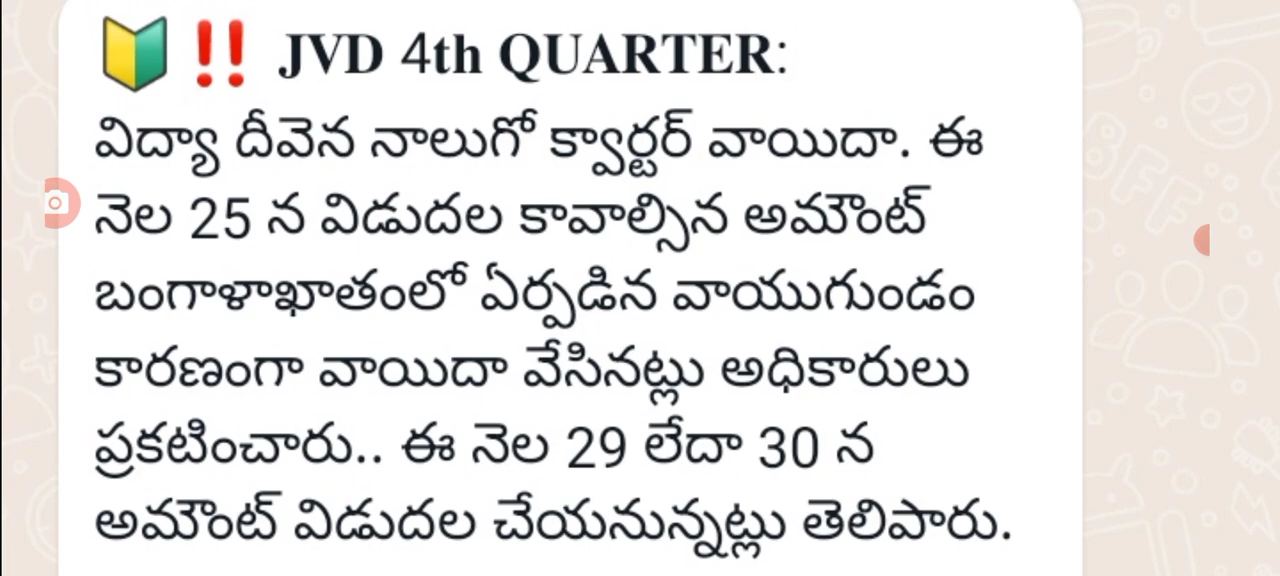 🔰‼️ JVD 4th QUARTER:
విద్యా దీవెన నాలుగో క్వార్టర్ వాయిదా. ఈ
నెల 25 న విడుదల కావాల్సిన అమౌంట్
బంగాళాఖాతంలో ఏర్పడిన వాయుగుండం
కారణంగా వాయిదా వేసినట్లు అధికారులు
ప్రకటించారు.. ఈ నెల 29 లేదా 30 న
అమౌంట్ విడుదల చేయనున్నట్లు తెలిపారు.